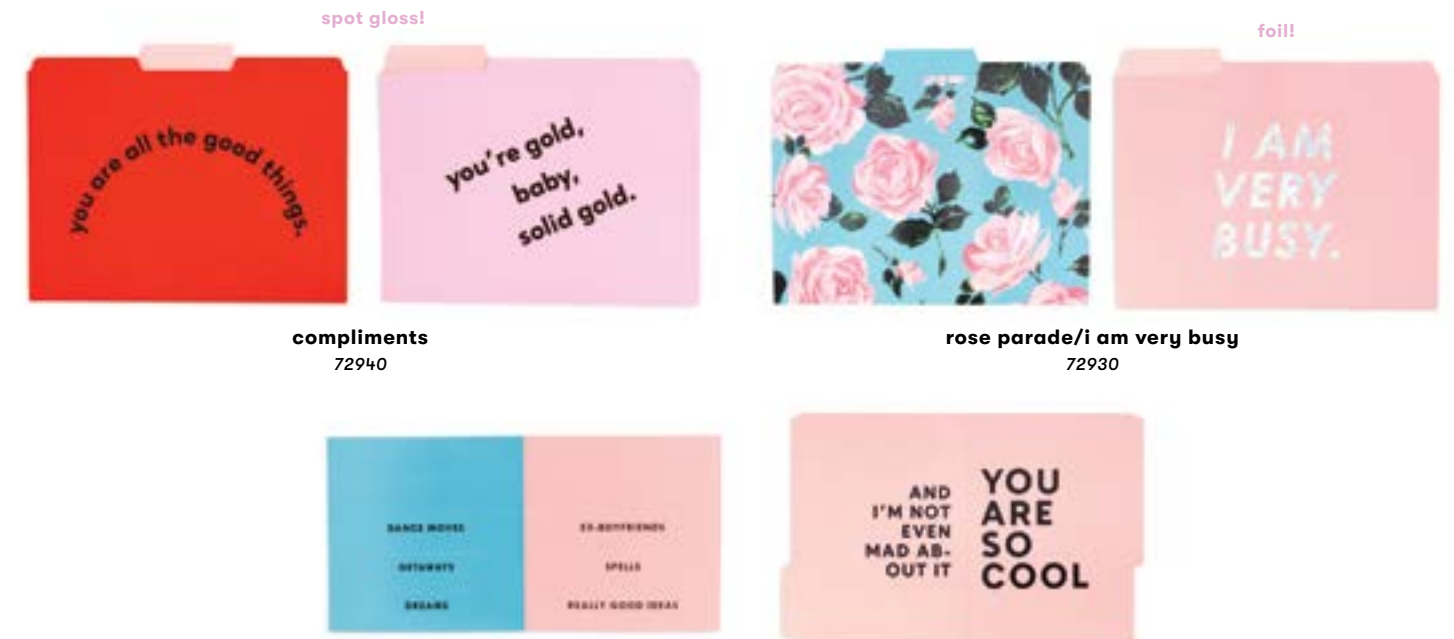 spot gloss!
foil!
you are all the good things.
you're gold,
baby,
solid gold.
I AM
VERY
BUSY.
compliments
72940
rose parade/i am very busy
72930
DANCE MOVES
GETAWAYS
DREAMS
EX-BOYFRIENDS
SPELLS
REALLY GOOD IDEAS
AND
I'M NOT
EVEN
MAD AB-
OUT IT
YOU
ARE
SO
COOL